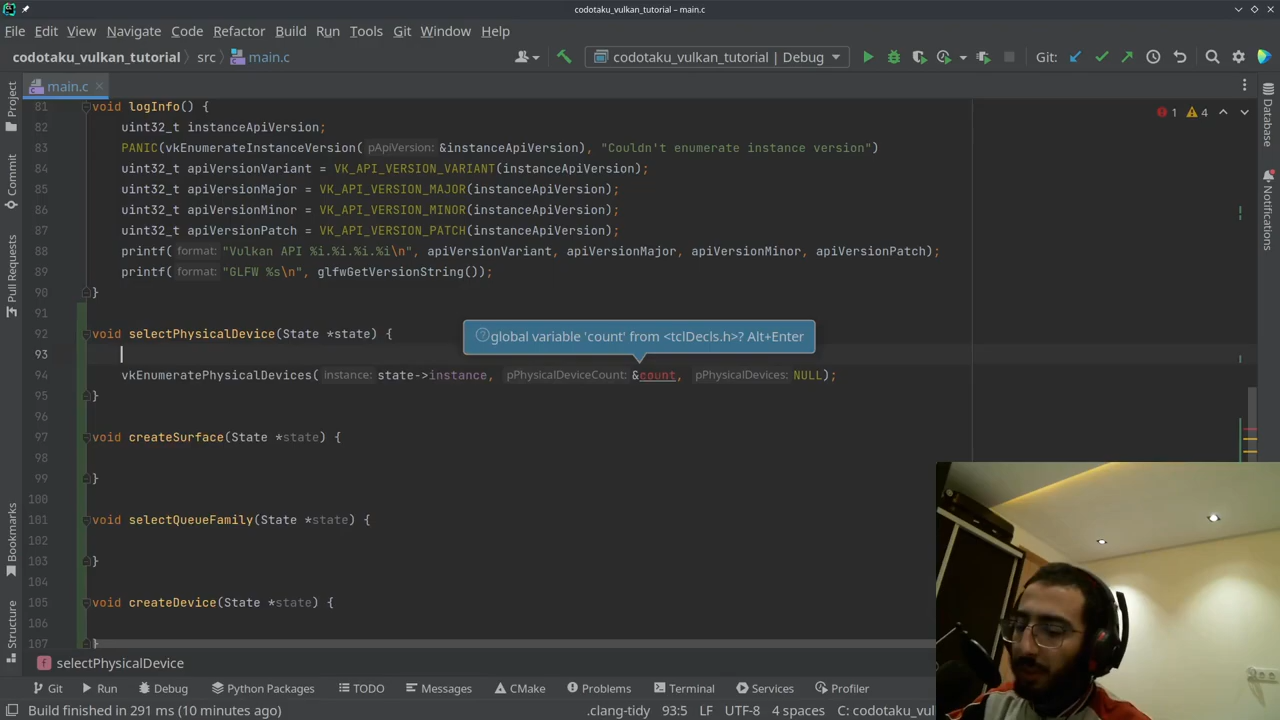 codotaku_vulkan_tutorial – main.c
File Edit View Navigate Code Refactor Build Run Tools Git Window Help
codotaku_vulkan_tutorial src main.c codotaku_vulkan_tutorial | Debug Git:
main.c
Project
Commit
Pull Requests
Bookmarks
Structure
Database
Notifications
1 4
81 void logInfo() {
82 uint32_t instanceApiVersion;
83 PANIC(vkEnumerateInstanceVersion( pApiVersion: &instanceApiVersion), "Couldn't enumerate instance version")
84 uint32_t apiVersionVariant = VK_API_VERSION_VARIANT(instanceApiVersion);
85 uint32_t apiVersionMajor = VK_API_VERSION_MAJOR(instanceApiVersion);
86 uint32_t apiVersionMinor = VK_API_VERSION_MINOR(instanceApiVersion);
87 uint32_t apiVersionPatch = VK_API_VERSION_PATCH(instanceApiVersion);
88 printf( format: "Vulkan API %i.%i.%i.%i\n", apiVersionVariant, apiVersionMajor, apiVersionMinor, apiVersionPatch);
89 printf( format: "GLFW %s\n", glfwGetVersionString());
90 }
91
92 void selectPhysicalDevice(State *state) {
global variable 'count' from <tclDecls.h>? Alt+Enter
93
94 vkEnumeratePhysicalDevices( instance: state->instance, pPhysicalDeviceCount: &count, pPhysicalDevices: NULL);
95 }
96
97 void createSurface(State *state) {
98
99 }
100
101 void selectQueueFamily(State *state) {
102
103 }
104
105 void createDevice(State *state) {
106
107 }
f selectPhysicalDevice
Git Run Debug Python Packages TODO Messages CMake Problems Terminal Services Profiler
Build finished in 291 ms (10 minutes ago) .clang-tidy 93:5 LF UTF-8 4 spaces C: codotaku_vu